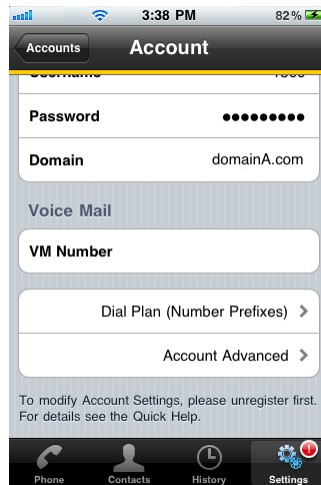 3:38 PM
82%
Accounts
Account
Username
Password
●●●●●●●●●
Domain
domainA.com
Voice Mail
VM Number
Dial Plan (Number Prefixes)
Account Advanced
To modify Account Settings, please unregister first.
For details see the Quick Help.
Phone
Contacts
History
Settings